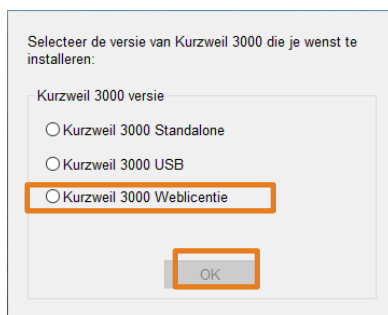 Selecteer de versie van Kurzweil 3000 die je wenst te
installeren:
Kurzweil 3000 versie
Kurzweil 3000 Standalone
Kurzweil 3000 USB
Kurzweil 3000 Weblicentie
OK